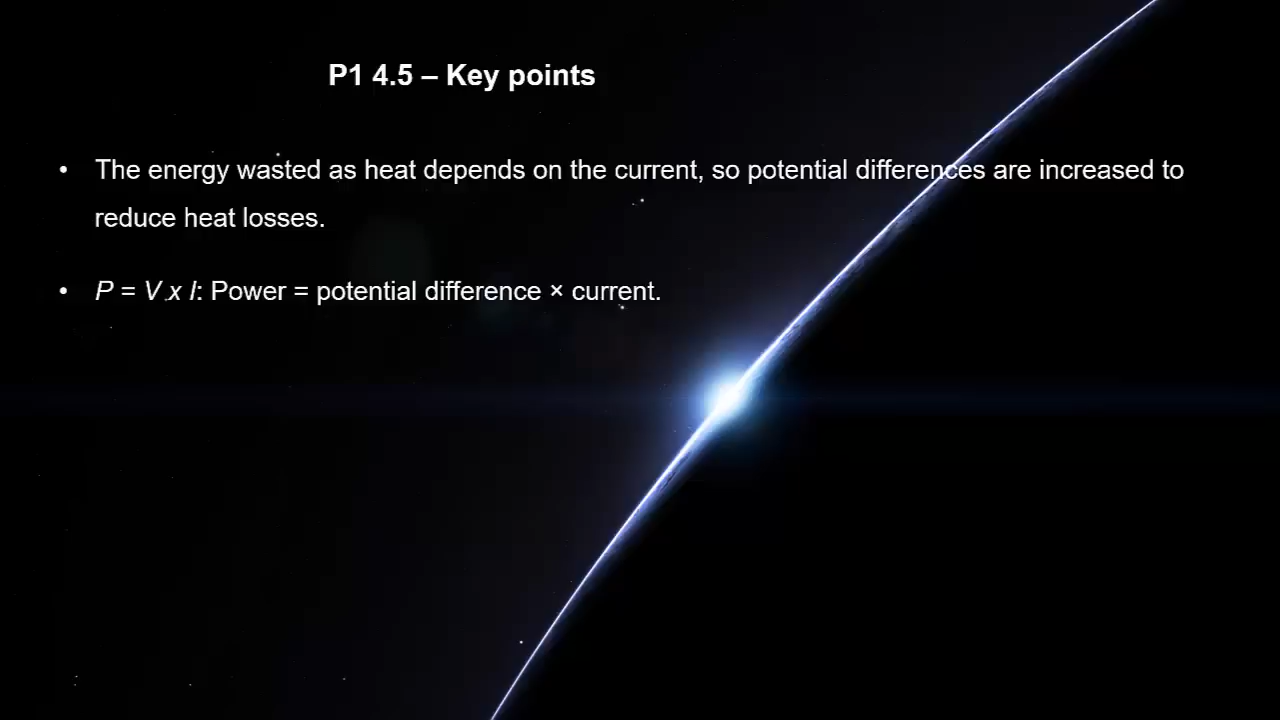 P1 4.5 – Key points
• The energy wasted as heat depends on the current, so potential differences are increased to
reduce heat losses.
• P = V x I: Power = potential difference × current.